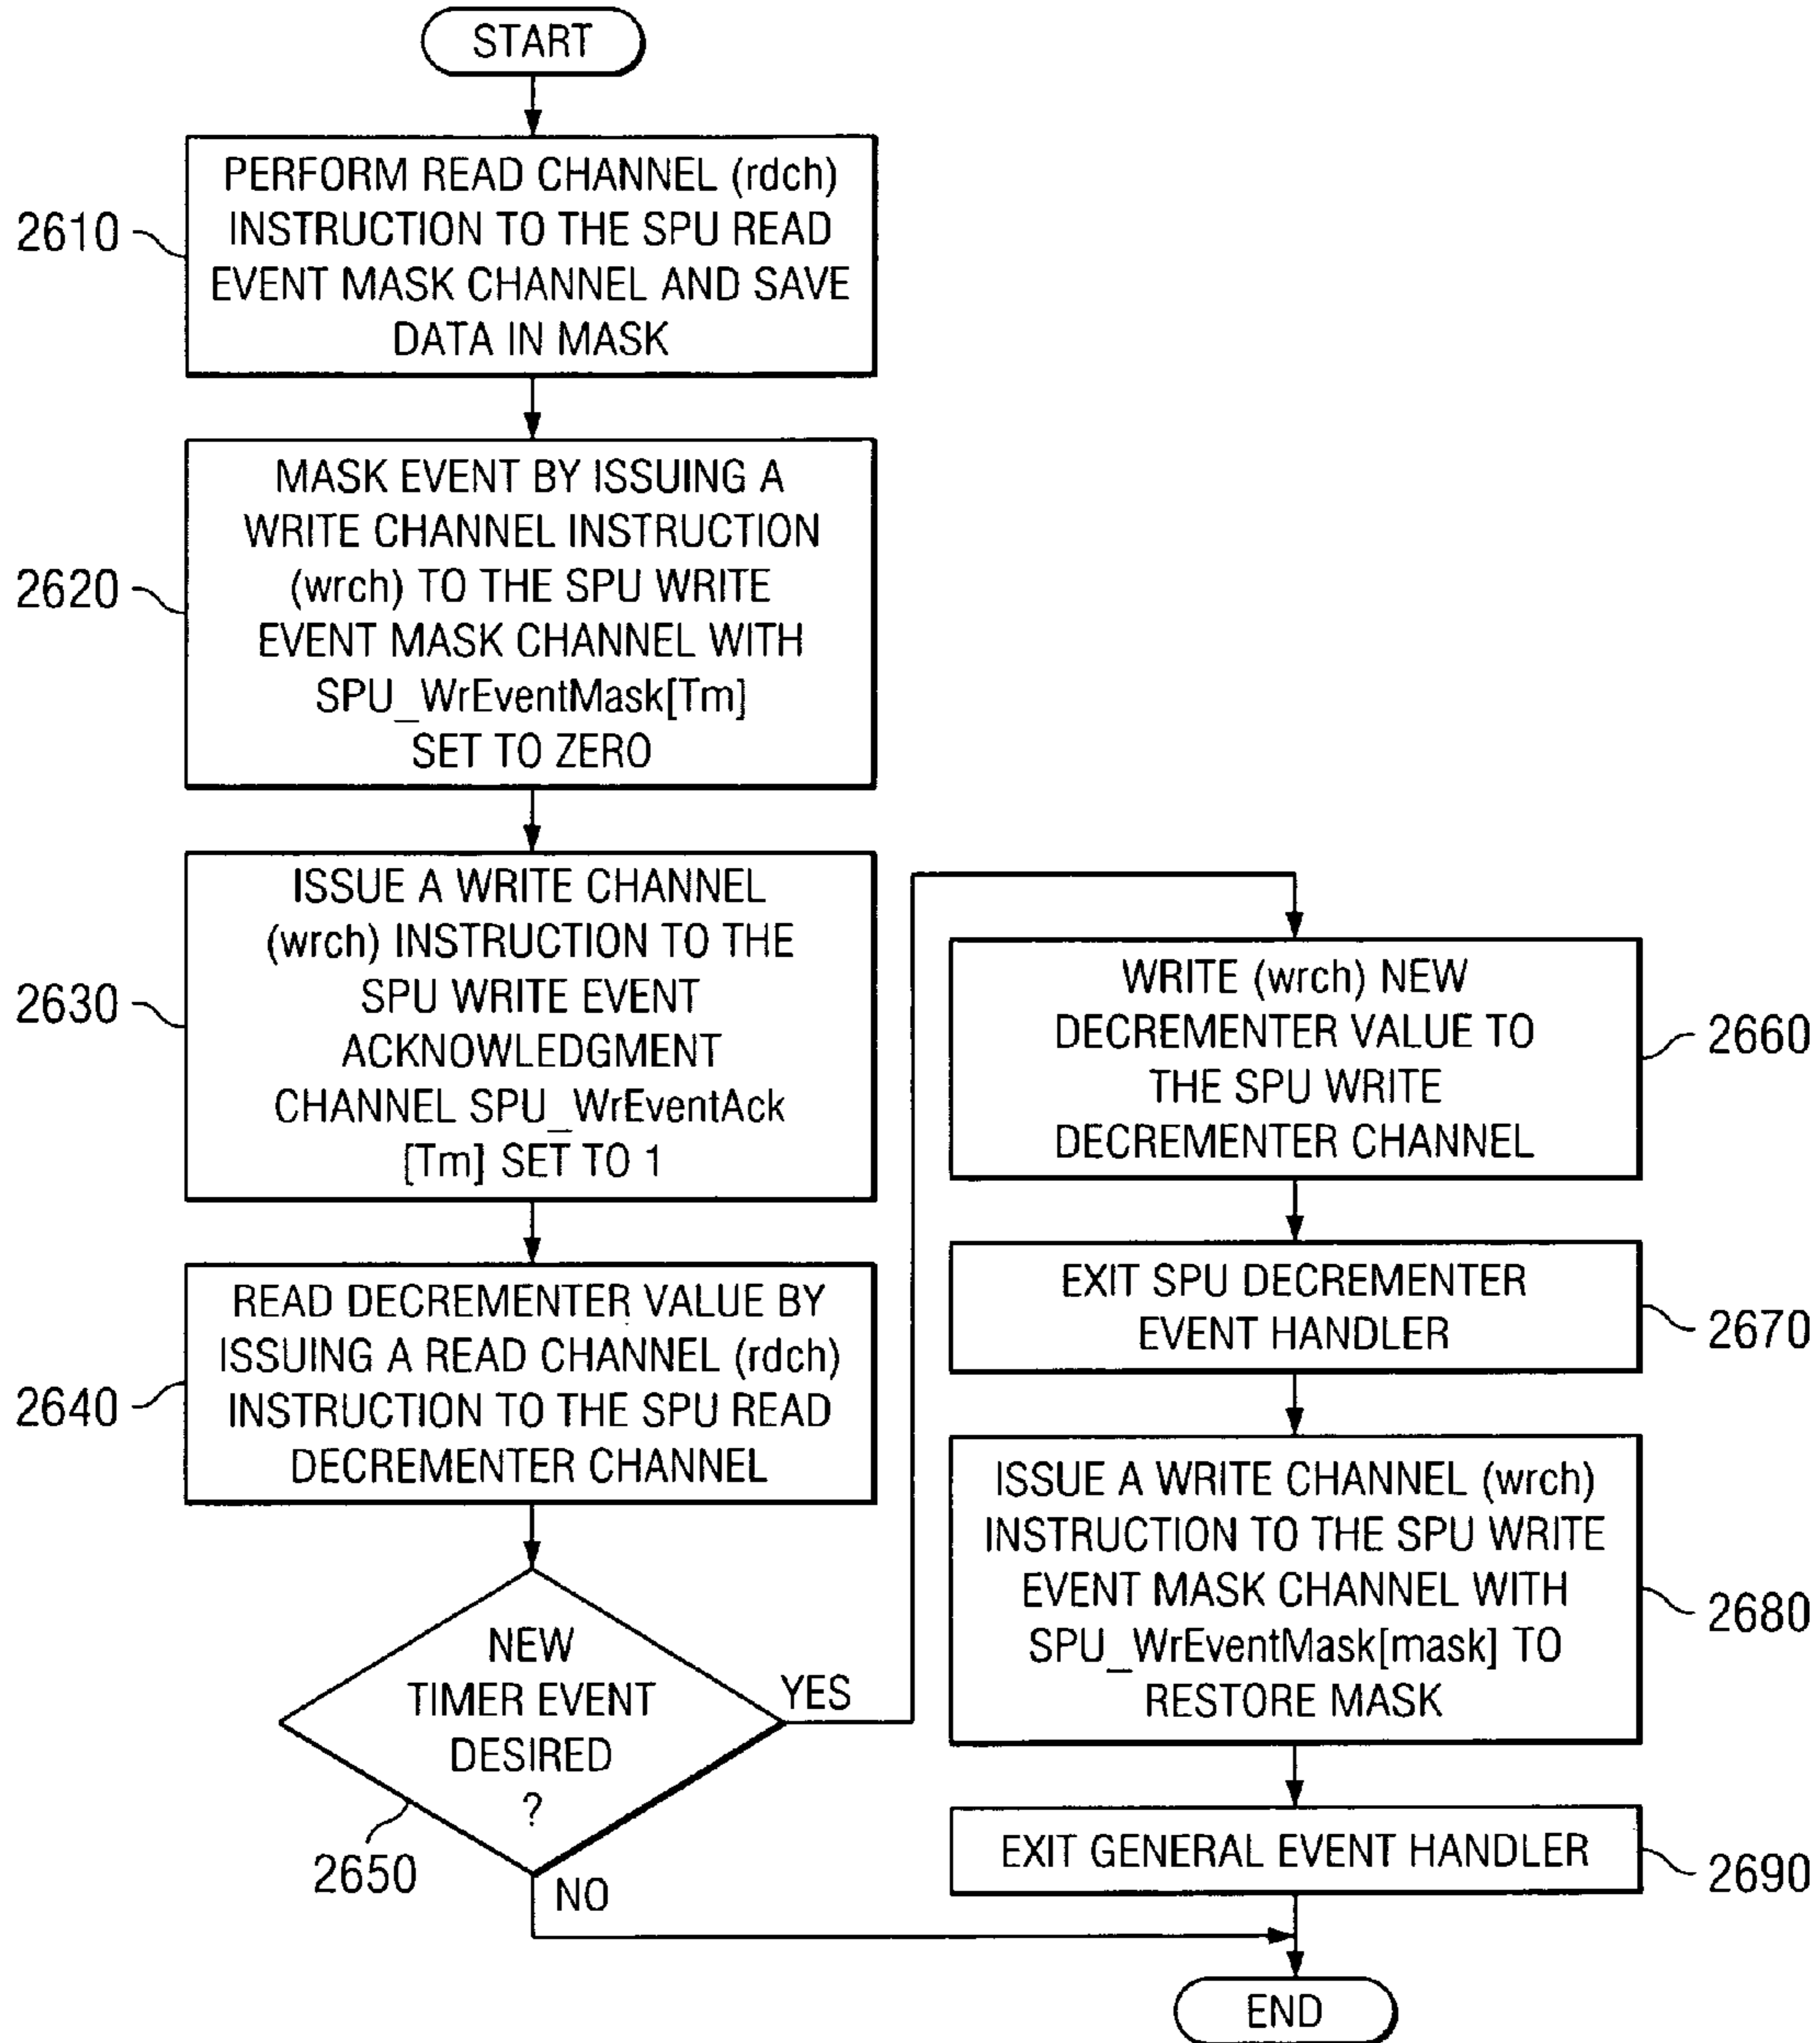 START
2610
PERFORM READ CHANNEL (rdch)
INSTRUCTION TO THE SPU READ
EVENT MASK CHANNEL AND SAVE
DATA IN MASK
2620
MASK EVENT BY ISSUING A
WRITE CHANNEL INSTRUCTION
(wrch) TO THE SPU WRITE
EVENT MASK CHANNEL WITH
SPU_WrEventMask[Tm]
SET TO ZERO
2630
ISSUE A WRITE CHANNEL
(wrch) INSTRUCTION TO THE
SPU WRITE EVENT
ACKNOWLEDGMENT
CHANNEL SPU_WrEventAck
[Tm] SET TO 1
2640
READ DECREMENTER VALUE BY
ISSUING A READ CHANNEL (rdch)
INSTRUCTION TO THE SPU READ
DECREMENTER CHANNEL
NEW
TIMER EVENT
DESIRED
?
2650
YES
NO
WRITE (wrch) NEW
DECREMENTER VALUE TO
THE SPU WRITE
DECREMENTER CHANNEL
2660
EXIT SPU DECREMENTER
EVENT HANDLER
2670
ISSUE A WRITE CHANNEL (wrch)
INSTRUCTION TO THE SPU WRITE
EVENT MASK CHANNEL WITH
SPU_WrEventMask[mask] TO
RESTORE MASK
2680
EXIT GENERAL EVENT HANDLER
2690
END